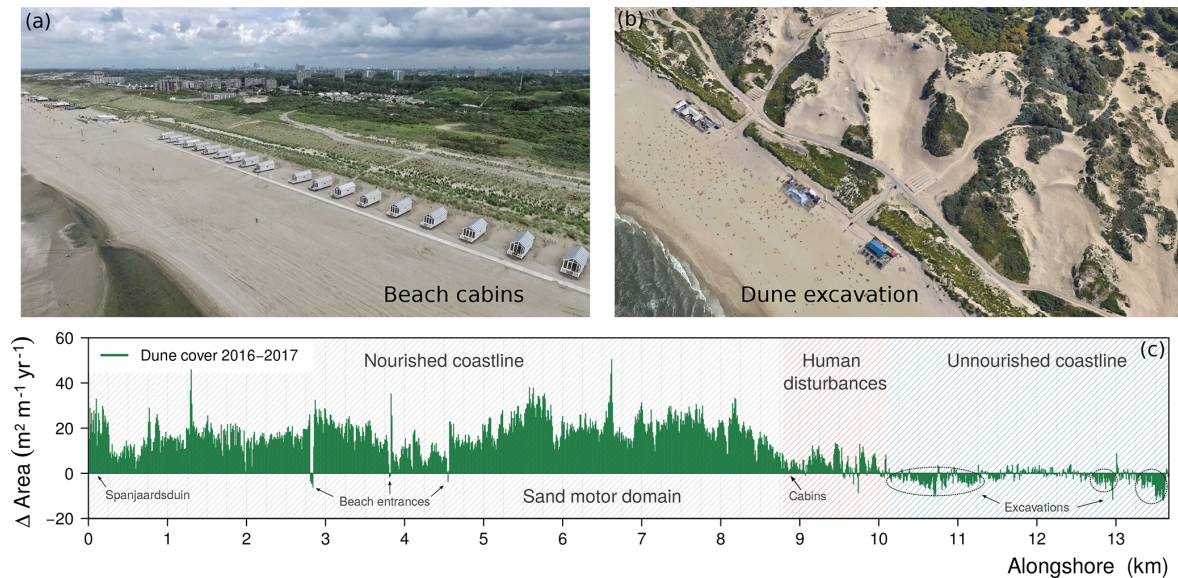 (a)
Beach cabins
(b)
Dune excavation
(c)
Dune cover 2016−2017
Nourished coastline
Human
disturbances
Unnourished coastline
Spanjaardsduin
Beach entrances
Sand motor domain
Cabins
Excavations
Δ Area (m² m⁻¹ yr⁻¹)
60
40
20
0
−20
0 1 2 3 4 5 6 7 8 9 10 11 12 13
Alongshore (km)